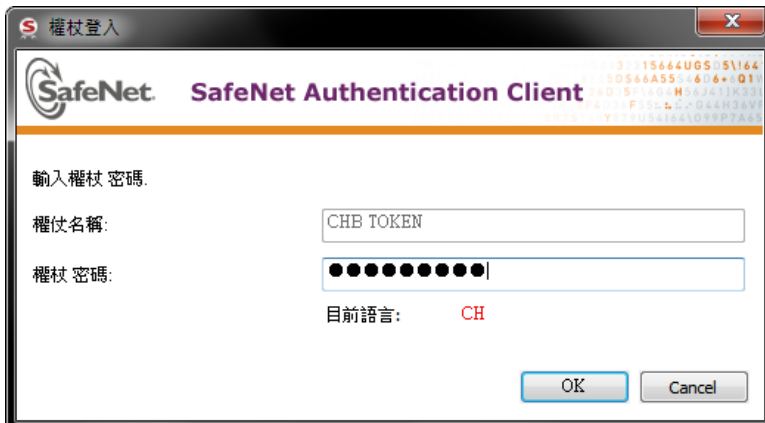 權杖登入
SafeNet. SafeNet Authentication Client
輸入權杖 密碼.
權仗名稱: CHB TOKEN
權杖 密碼: ●●●●●●●●●
目前語言: CH
OK Cancel